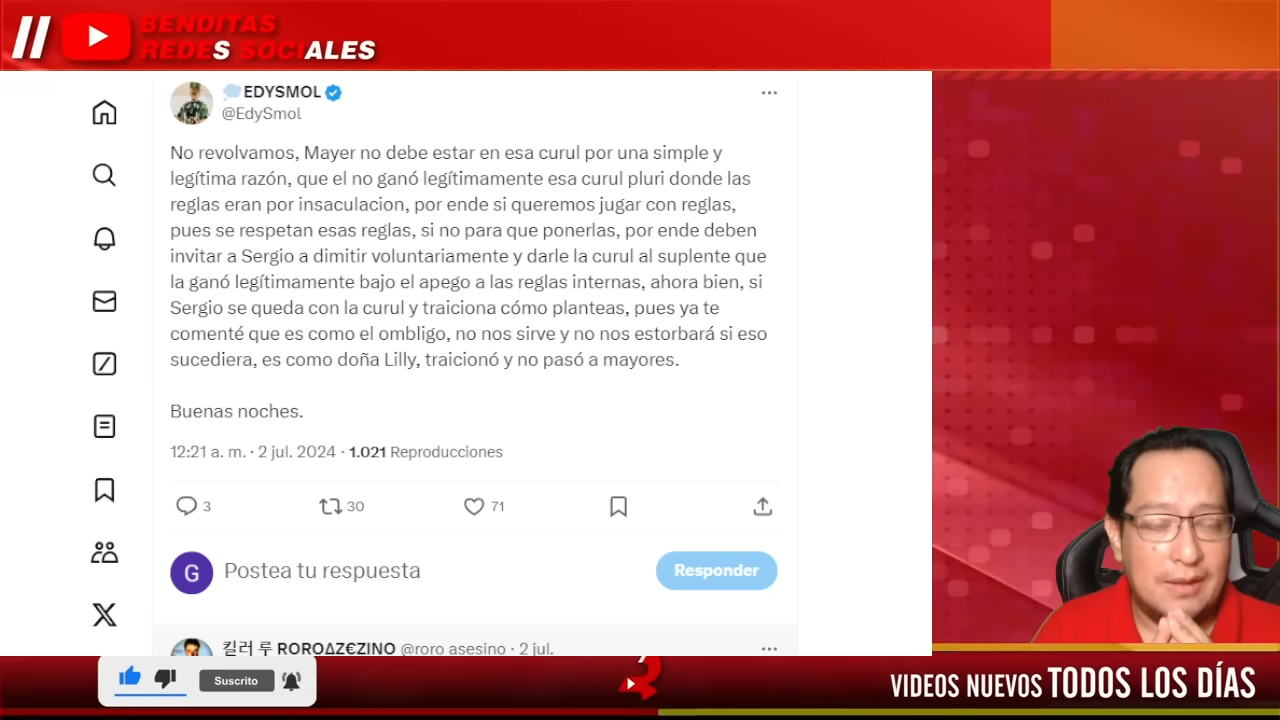 BENDITAS
REDES SOCIALES
EDYSMOL
@EdySmol
No revolvamos, Mayer no debe estar en esa curul por una simple y
legítima razón, que el no ganó legítimamente esa curul pluri donde las
reglas eran por insaculacion, por ende si queremos jugar con reglas,
pues se respetan esas reglas, si no para que ponerlas, por ende deben
invitar a Sergio a dimitir voluntariamente y darle la curul al suplente que
la ganó legítimamente bajo el apego a las reglas internas, ahora bien, si
Sergio se queda con la curul y traiciona cómo planteas, pues ya te
comenté que es como el ombligo, no nos sirve y no nos estorbará si eso
sucediera, es como doña Lilly, traicionó y no pasó a mayores.
Buenas noches.
12:21 a. m. · 2 jul. 2024 · 1.021 Reproducciones
3 30 71
G Postea tu respuesta Responder
킬러 루 ROROΔZ€ZINO @roro asesino · 2 jul.
Suscrito
VIDEOS NUEVOS TODOS LOS DÍAS